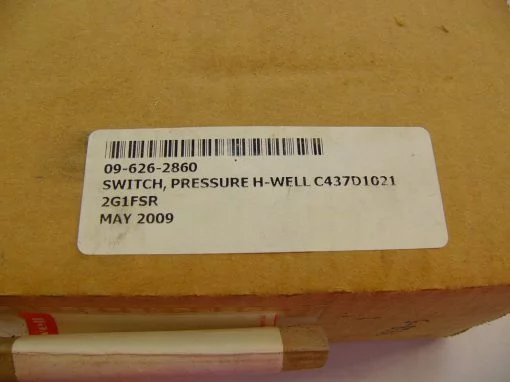 09-626-2860
SWITCH, PRESSURE H-WELL C437D1021
2G1FSR
MAY 2009